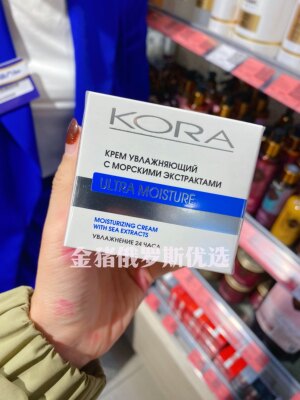 KORA
КРЕМ УВЛАЖНЯЮЩИЙ
С МОРСКИМИ ЭКСТРАКТАМИ
ULTRA MOISTURE
MOISTURIZING CREAM
WITH SEA EXTRACTS
УВЛАЖНЕНИЕ 24 ЧАСА
金猪俄罗斯优选